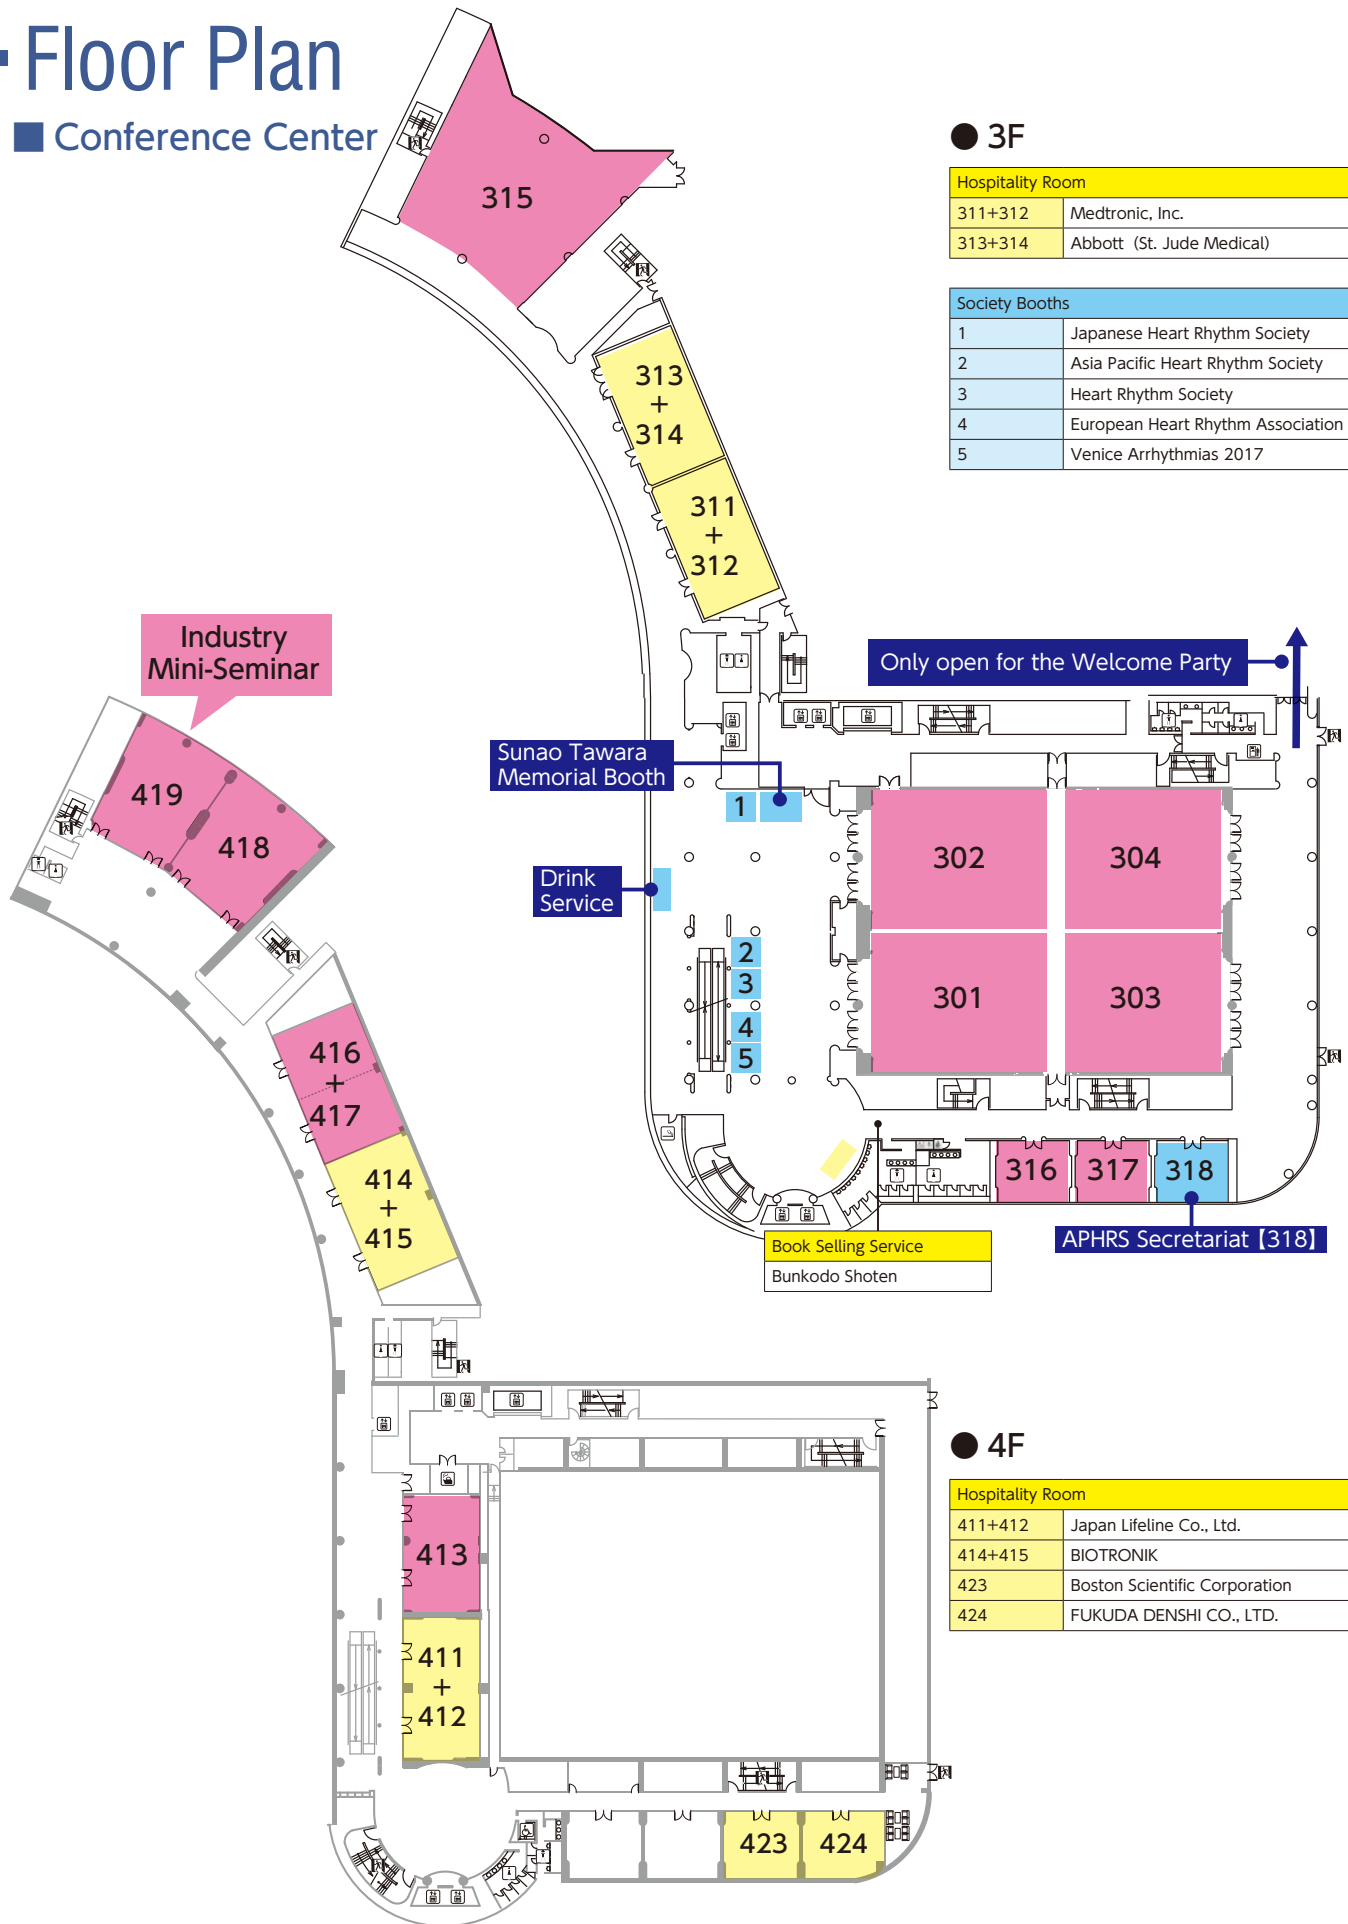 Floor Plan
Conference Center
315
313
+
314
311
+
312
3F
Hospitality Room
311+312 Medtronic, Inc.
313+314 Abbott (St. Jude Medical)
Society Booths
1 Japanese Heart Rhythm Society
2 Asia Pacific Heart Rhythm Society
3 Heart Rhythm Society
4 European Heart Rhythm Association
5 Venice Arrhythmias 2017
Only open for the Welcome Party
Sunao Tawara
Memorial Booth
1
Drink
Service
2
3
4
5
302
304
301
303
316
317
318
APHRS Secretariat【318】
Book Selling Service
Bunkodo Shoten
Industry
Mini-Seminar
419
418
416
+
417
414
+
415
413
411
+
412
423
424
4F
Hospitality Room
411+412 Japan Lifeline Co., Ltd.
414+415 BIOTRONIK
423 Boston Scientific Corporation
424 FUKUDA DENSHI CO., LTD.